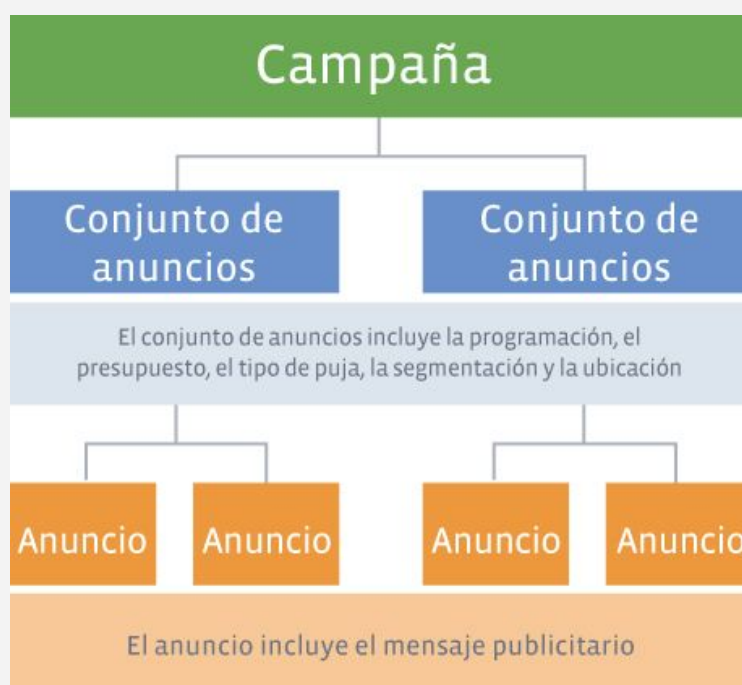 Campaña
Conjunto de
anuncios
Conjunto de
anuncios
El conjunto de anuncios incluye la programación, el
presupuesto, el tipo de puja, la segmentación y la ubicación
Anuncio
Anuncio
Anuncio
Anuncio
El anuncio incluye el mensaje publicitario